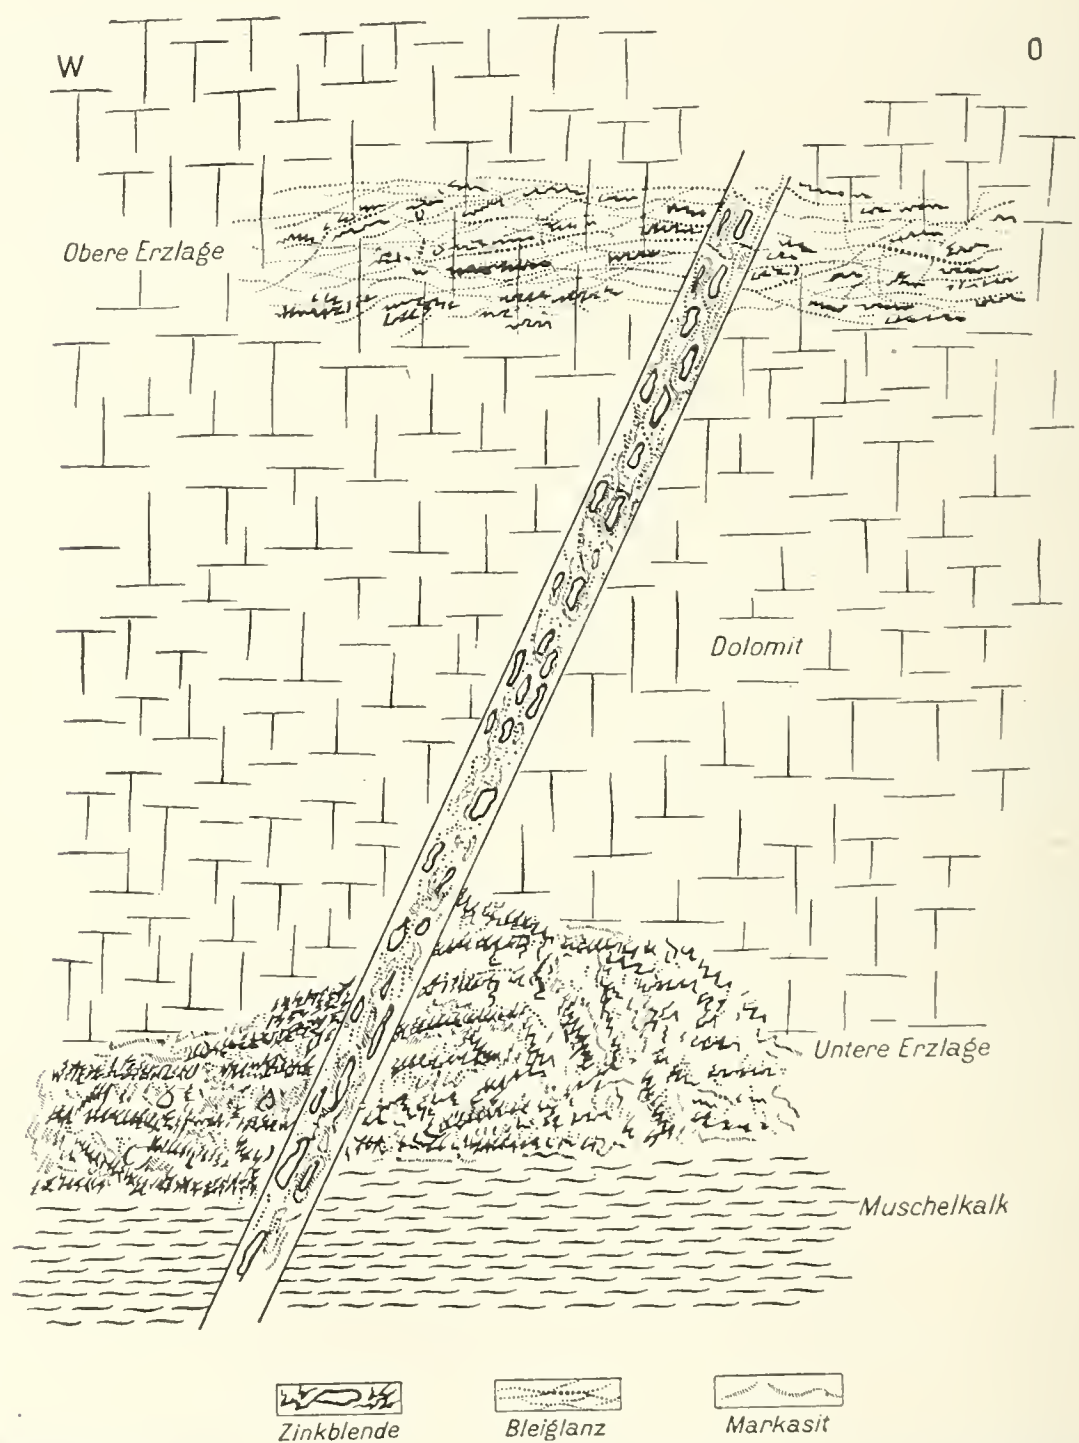 W
O
Obere Erzlage
Dolomit
Untere Erzlage
Muschelkalk
Zinkblende
Bleiglanz
Markasit